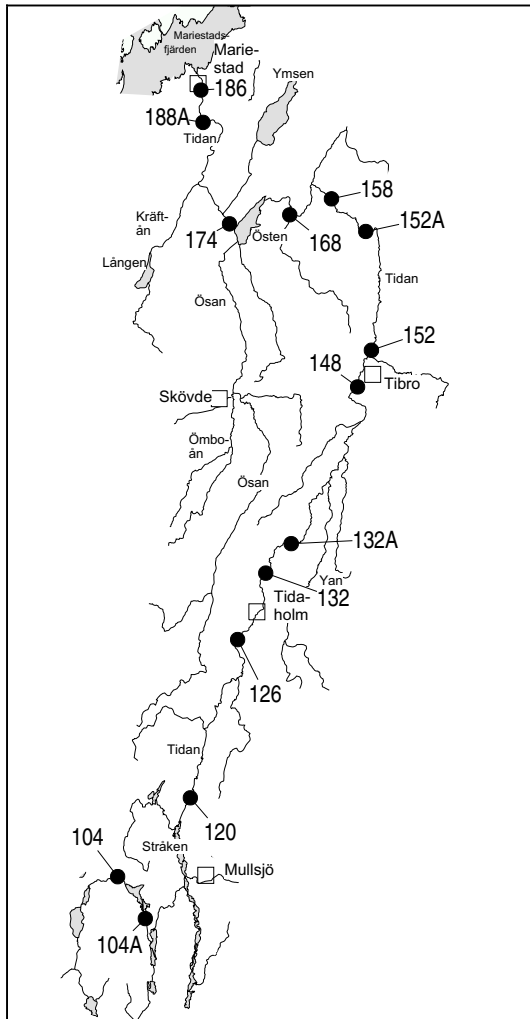 Mariestads-
fjärden
Marie-
stad
186
Ymsen
188A
Tidan
158
Kräft-
ån
174
Östen
168
152A
Lången
Tidan
Ösan
152
148
Tibro
Skövde
Ömbo-
ån
Ösan
132A
Yan
132
Tida-
holm
126
Tidan
120
Stråken
104
Mullsjö
104A